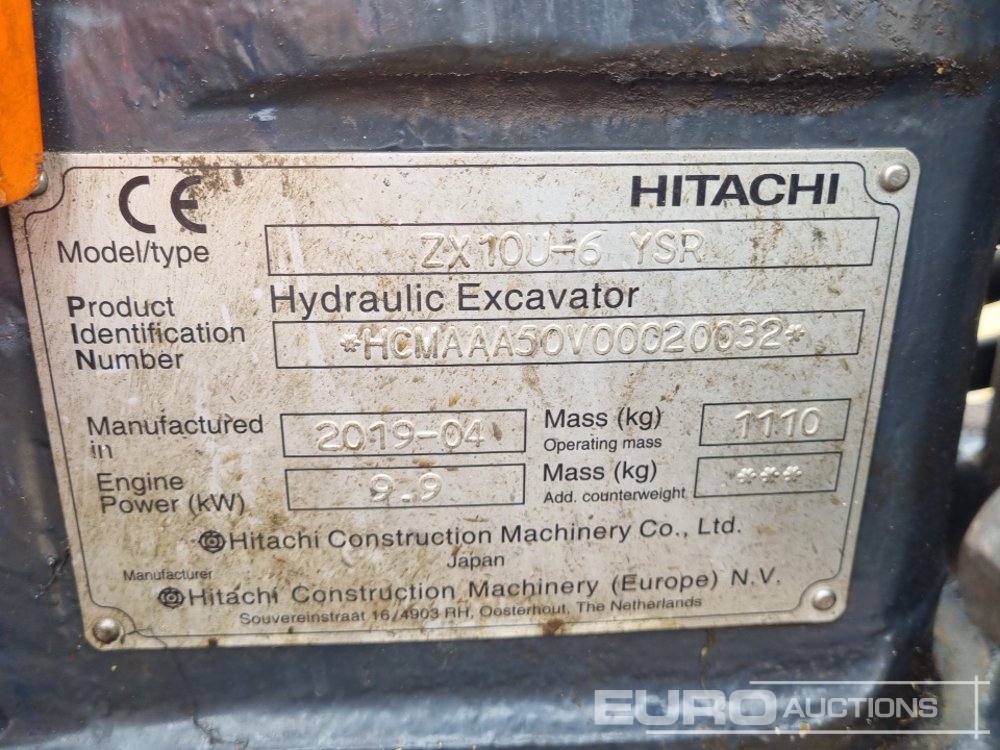 CE HITACHI
Model/type ZX10U-6 YSR
Product Hydraulic Excavator
Identification *HCMAAA50V00020032*
Number
Manufactured in 2019-04 Mass (kg) Operating mass 1110
Engine Power (kW) 9.9 Mass (kg) Add. counterweight ***
Hitachi Construction Machinery Co., Ltd.
Japan
Manufacturer
Hitachi Construction Machinery (Europe) N.V.
Souvereinstraat 16/4903 RH, Oosterhout, The Netherlands
EURO AUCTIONS